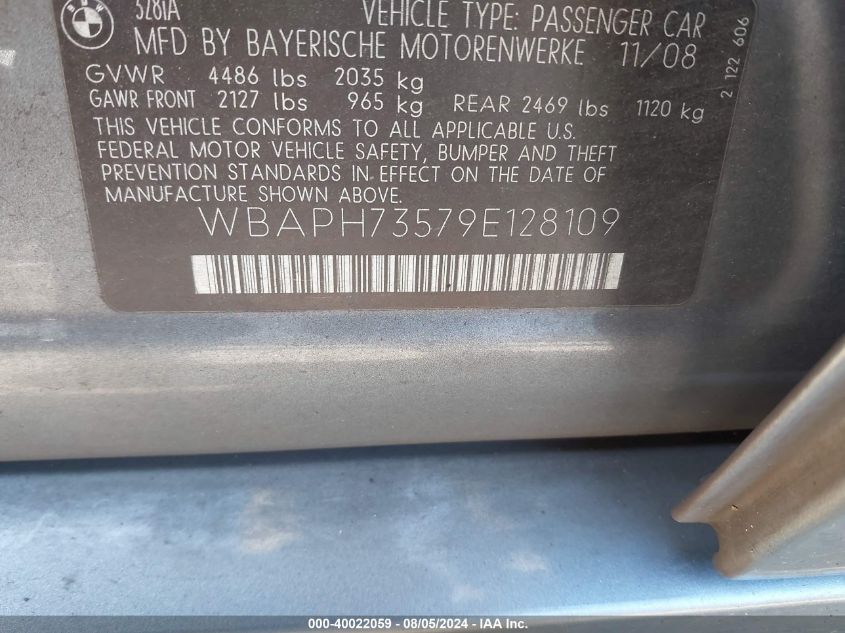 BMW
328iA VEHICLE TYPE: PASSENGER CAR
MFD BY BAYERISCHE MOTORENWERKE 11/08
GVWR 4486 lbs 2035 kg
GAWR FRONT 2127 lbs 965 kg REAR 2469 lbs 1120 kg
THIS VEHICLE CONFORMS TO ALL APPLICABLE U.S.
FEDERAL MOTOR VEHICLE SAFETY, BUMPER AND THEFT
PREVENTION STANDARDS IN EFFECT ON THE DATE OF
MANUFACTURE SHOWN ABOVE.
2 122 606
WBAPH73579E128109
000-40022059 - 08/05/2024 - IAA Inc.